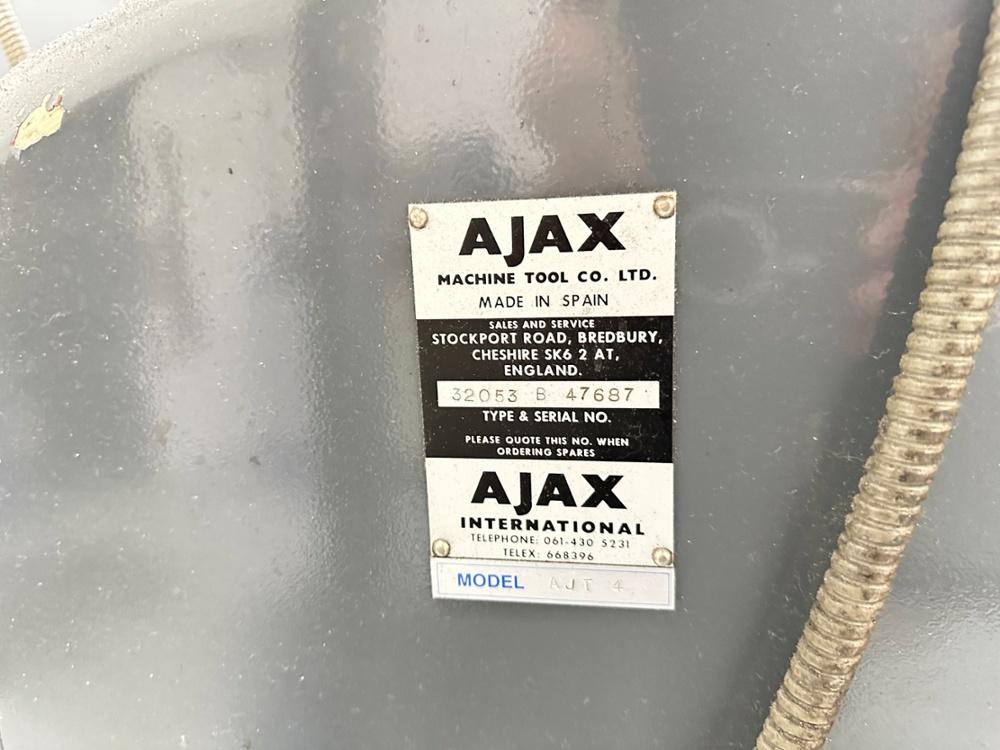 AJAX
MACHINE TOOL CO. LTD.
MADE IN SPAIN
SALES AND SERVICE
STOCKPORT ROAD, BREDBURY,
CHESHIRE SK6 2 AT,
ENGLAND.
32053 B 47687
TYPE & SERIAL NO.
PLEASE QUOTE THIS NO. WHEN
ORDERING SPARES
AJAX
INTERNATIONAL
TELEPHONE: 061-430 5231
TELEX: 668396
MODEL AJT 4